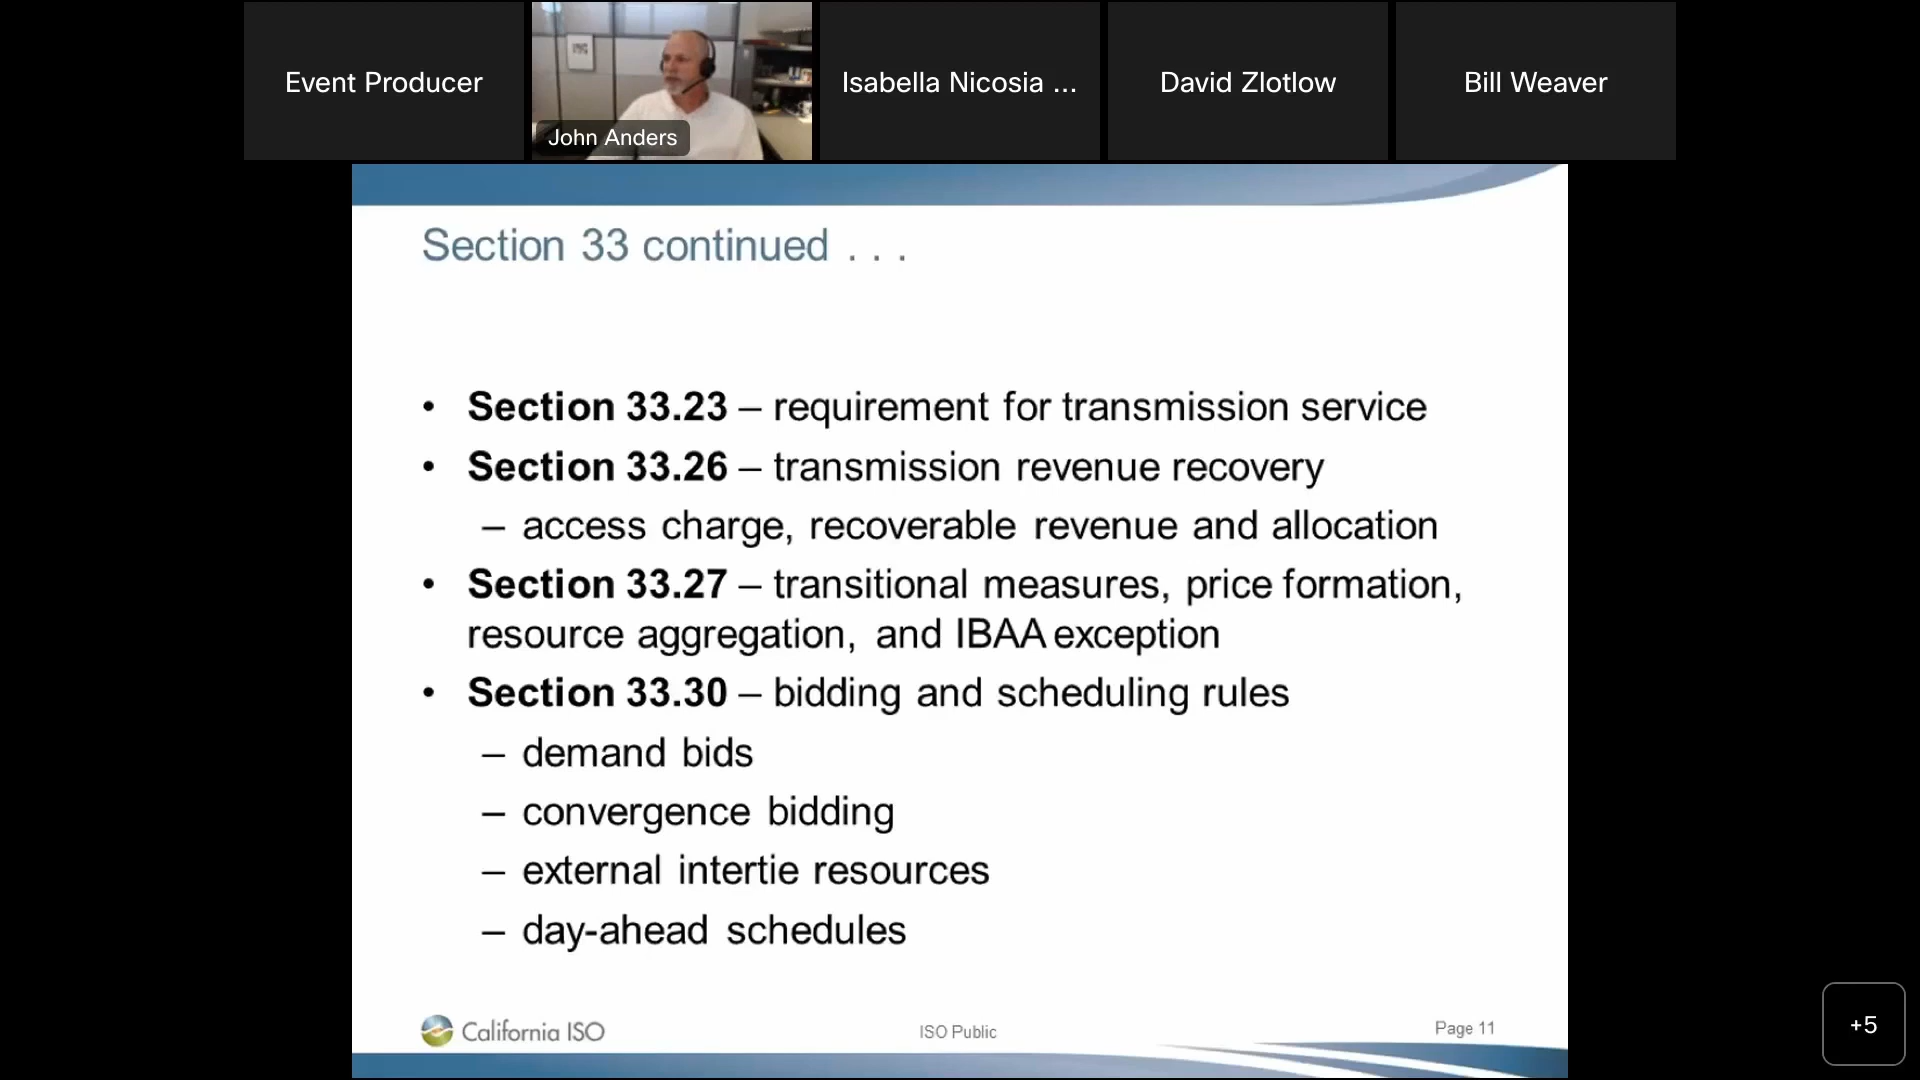 Event Producer
John Anders
Isabella Nicosia ...
David Zlotlow
Bill Weaver
Section 33 continued . . .
• Section 33.23 – requirement for transmission service
• Section 33.26 – transmission revenue recovery
– access charge, recoverable revenue and allocation
• Section 33.27 – transitional measures, price formation,
resource aggregation, and IBAA exception
• Section 33.30 – bidding and scheduling rules
– demand bids
– convergence bidding
– external intertie resources
– day-ahead schedules
California ISO
ISO Public
Page 11
+5